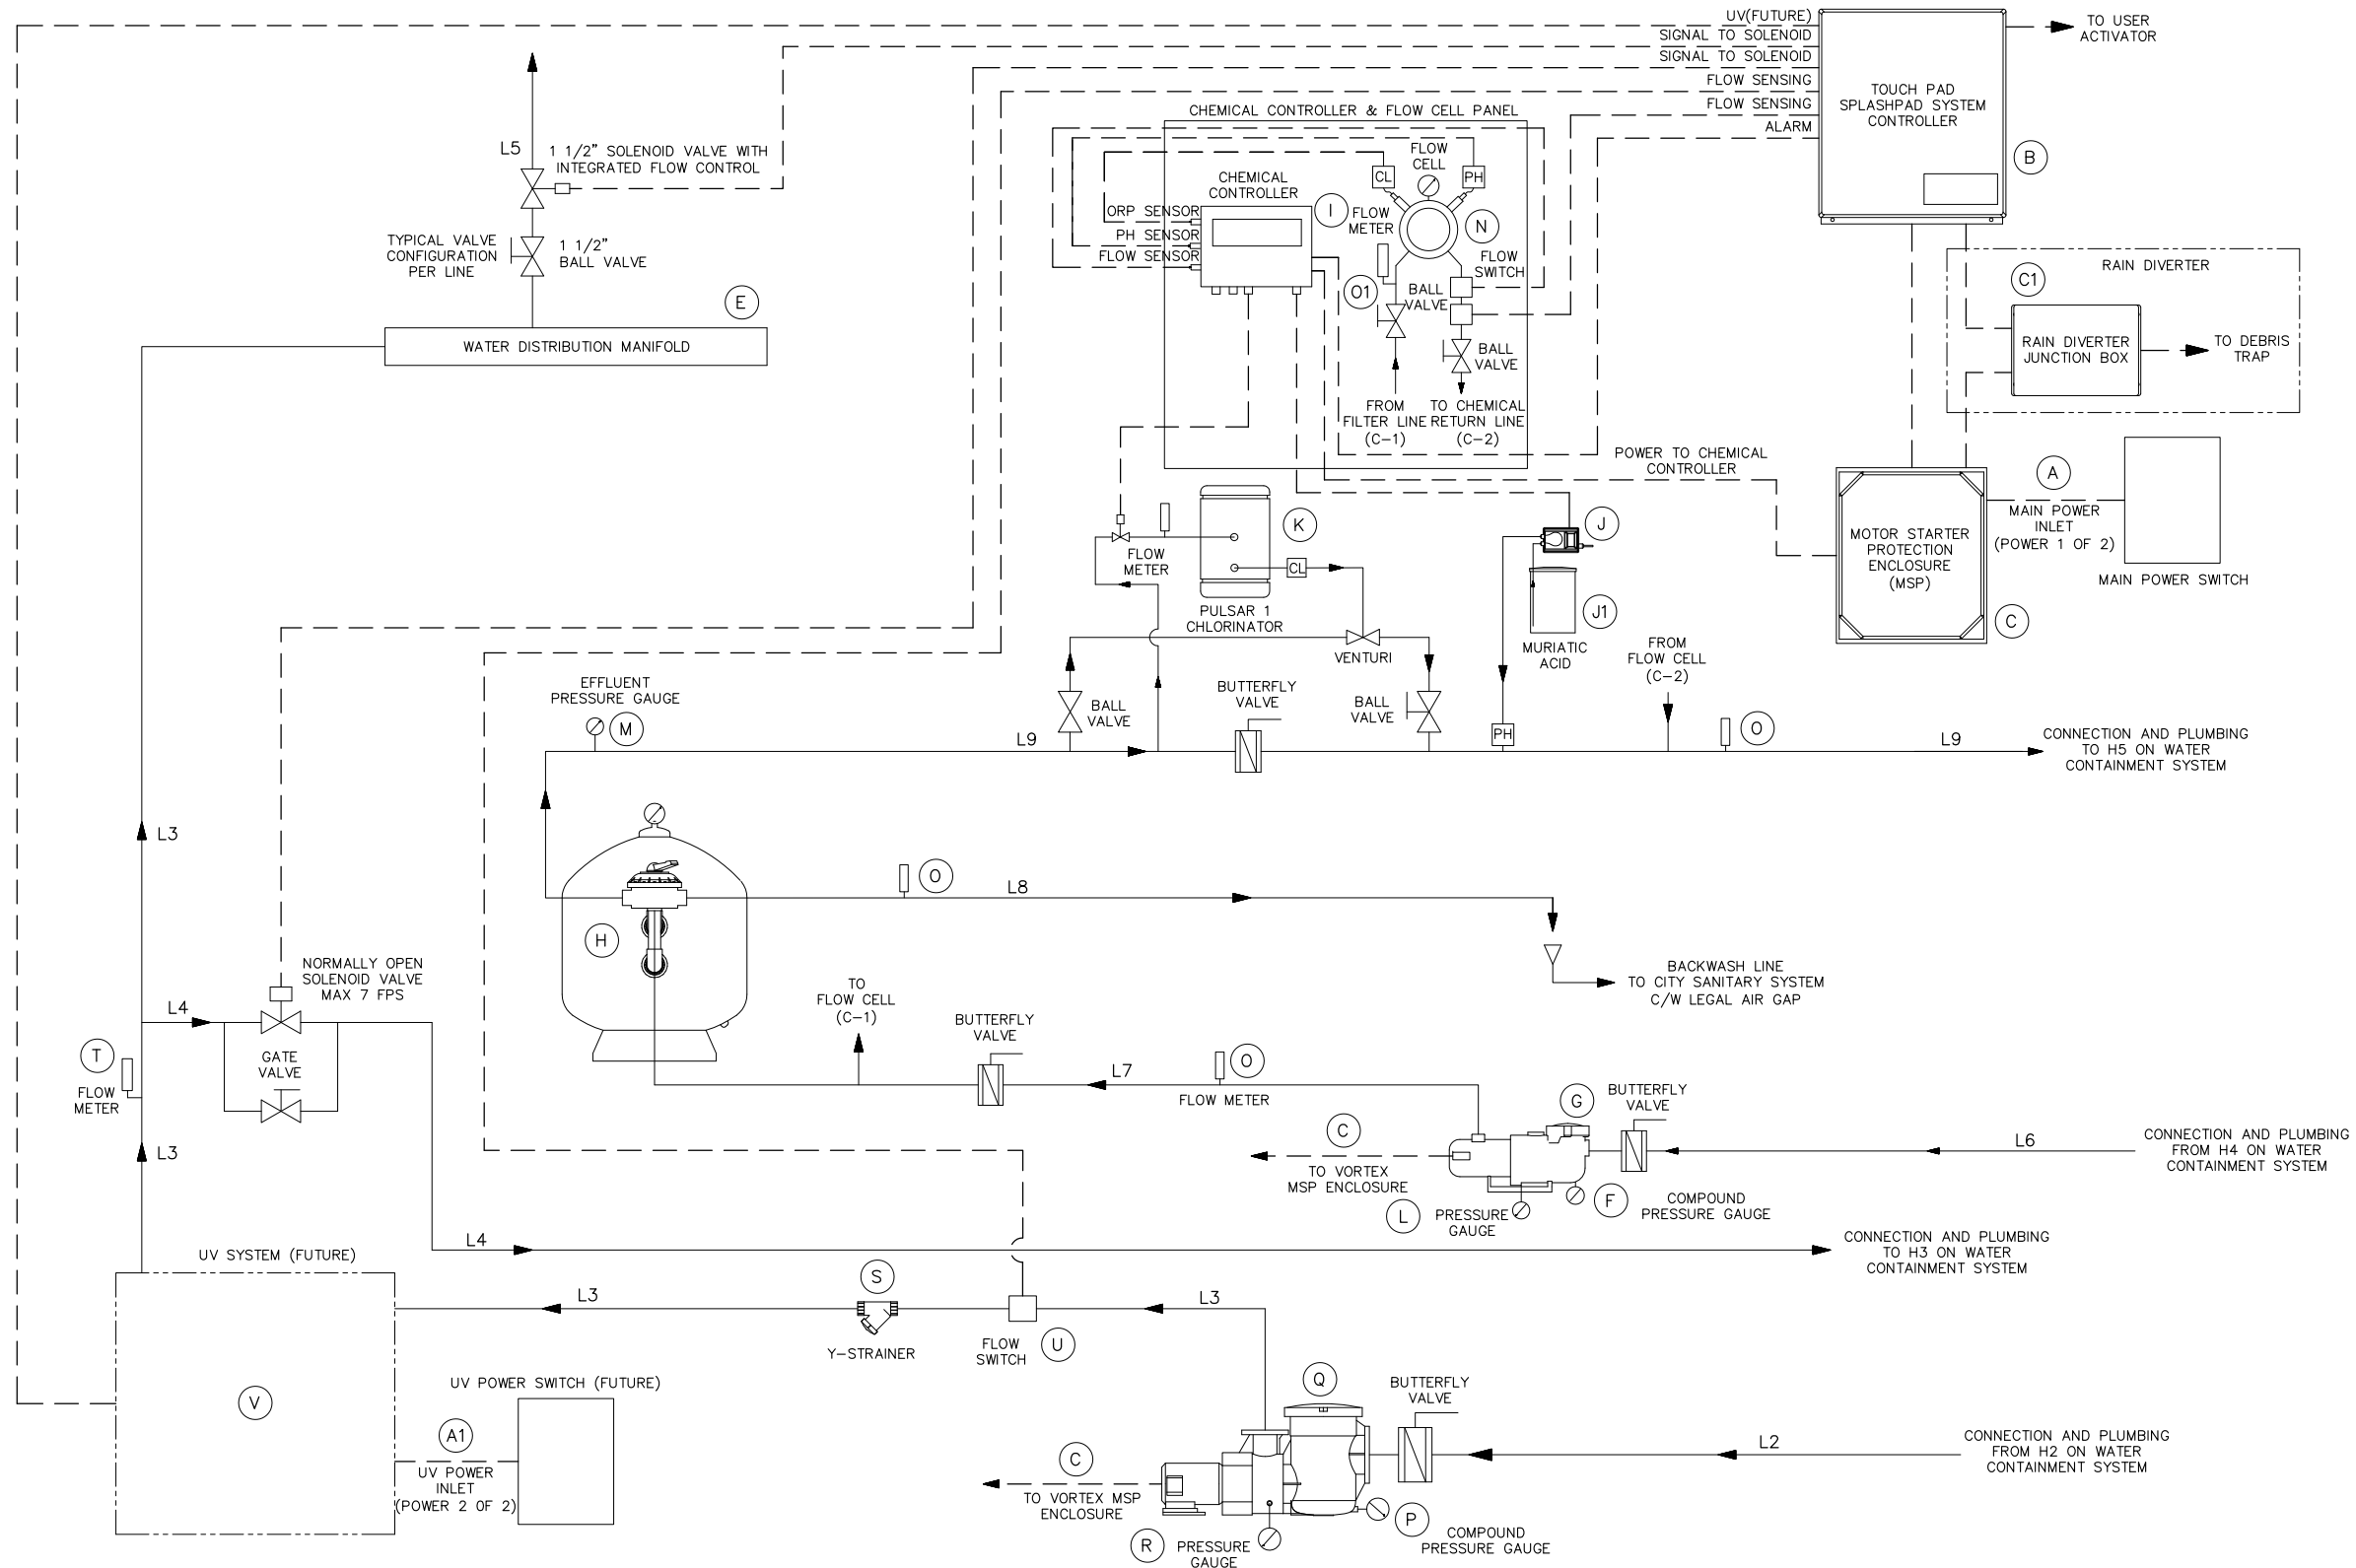 UV(FUTURE)
SIGNAL TO SOLENOID
SIGNAL TO SOLENOID
FLOW SENSING
FLOW SENSING
ALARM
TOUCH PAD
SPLASHPAD SYSTEM
CONTROLLER
B
TO USER
ACTIVATOR
L5
1 1/2” SOLENOID VALVE WITH
INTEGRATED FLOW CONTROL
TYPICAL VALVE
CONFIGURATION
PER LINE
1 1/2”
BALL VALVE
E
WATER DISTRIBUTION MANIFOLD
CHEMICAL CONTROLLER & FLOW CELL PANEL
CHEMICAL
CONTROLLER
ORP SENSOR
PH SENSOR
FLOW SENSOR
I
FLOW
CELL
CL
PH
FLOW
METER
N
O1
FLOW
SWITCH
BALL
VALVE
BALL
VALVE
FROM
FILTER LINE
(C-1)
TO CHEMICAL
RETURN LINE
(C-2)
RAIN DIVERTER
C1
RAIN DIVERTER
JUNCTION BOX
TO DEBRIS
TRAP
POWER TO CHEMICAL
CONTROLLER
MOTOR STARTER
PROTECTION
ENCLOSURE
(MSP)
C
A
MAIN POWER
INLET
(POWER 1 OF 2)
MAIN POWER SWITCH
FLOW
METER
K
CL
PULSAR 1
CHLORINATOR
J
J1
MURIATIC
ACID
VENTURI
FROM
FLOW CELL
(C-2)
EFFLUENT
PRESSURE GAUGE
M
L9
BALL
VALVE
BUTTERFLY
VALVE
BALL
VALVE
PH
O
L9
CONNECTION AND PLUMBING
TO H5 ON WATER
CONTAINMENT SYSTEM
L3
H
O
L8
BACKWASH LINE
TO CITY SANITARY SYSTEM
C/W LEGAL AIR GAP
NORMALLY OPEN
SOLENOID VALVE
MAX 7 FPS
L4
GATE
VALVE
T
FLOW
METER
L3
TO
FLOW CELL
(C-1)
BUTTERFLY
VALVE
L7
O
FLOW METER
G
BUTTERFLY
VALVE
C
TO VORTEX
MSP ENCLOSURE
L
PRESSURE
GAUGE
F
COMPOUND
PRESSURE GAUGE
L6
CONNECTION AND PLUMBING
FROM H4 ON WATER
CONTAINMENT SYSTEM
L4
CONNECTION AND PLUMBING
TO H3 ON WATER
CONTAINMENT SYSTEM
UV SYSTEM (FUTURE)
V
L3
S
Y-STRAINER
FLOW
SWITCH
U
L3
UV POWER SWITCH (FUTURE)
A1
UV POWER
INLET
(POWER 2 OF 2)
Q
BUTTERFLY
VALVE
L2
CONNECTION AND PLUMBING
FROM H2 ON WATER
CONTAINMENT SYSTEM
C
TO VORTEX MSP
ENCLOSURE
R
PRESSURE
GAUGE
P
COMPOUND
PRESSURE GAUGE